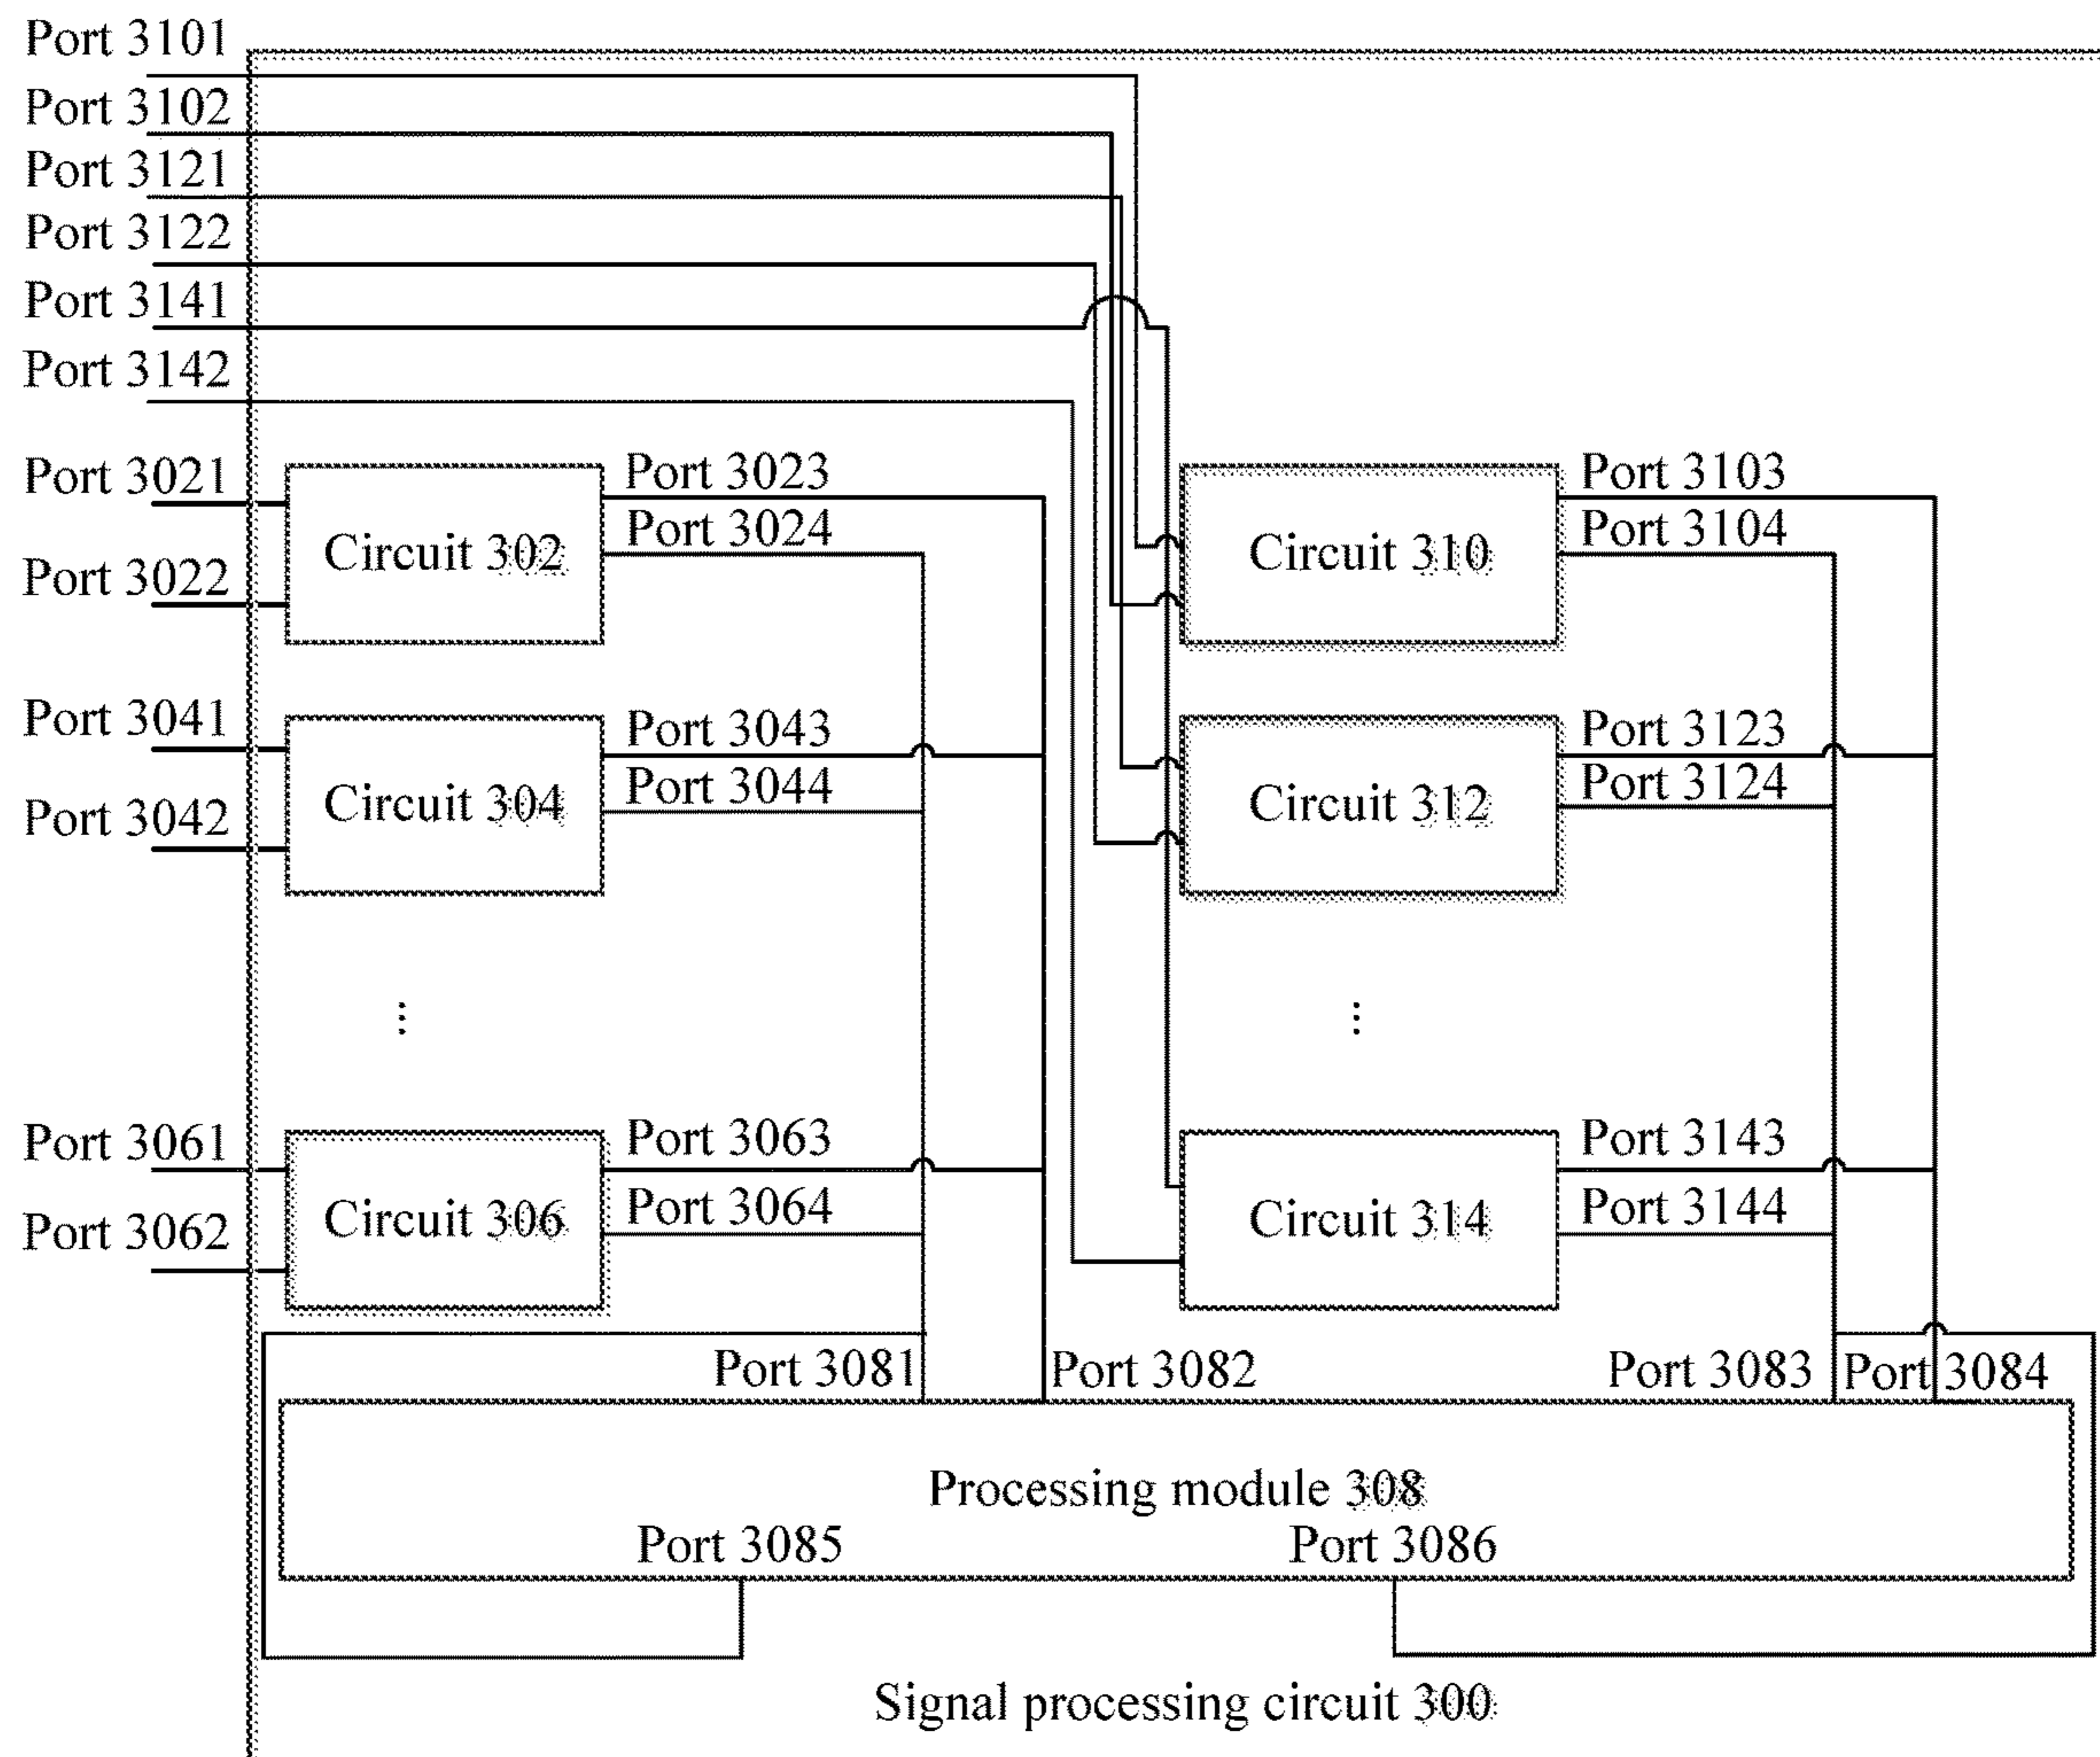 Port 3101
Port 3102
Port 3121
Port 3122
Port 3141
Port 3142
Port 3021
Port 3022
Port 3023
Port 3024
Circuit 302
Port 3103
Port 3104
Circuit 310
Port 3041
Port 3042
Port 3043
Port 3044
Circuit 304
Port 3123
Port 3124
Circuit 312
⋮
⋮
Port 3061
Port 3062
Port 3063
Port 3064
Circuit 306
Port 3143
Port 3144
Circuit 314
Port 3081
Port 3082
Port 3083
Port 3084
Processing module 308
Port 3085
Port 3086
Signal processing circuit 300